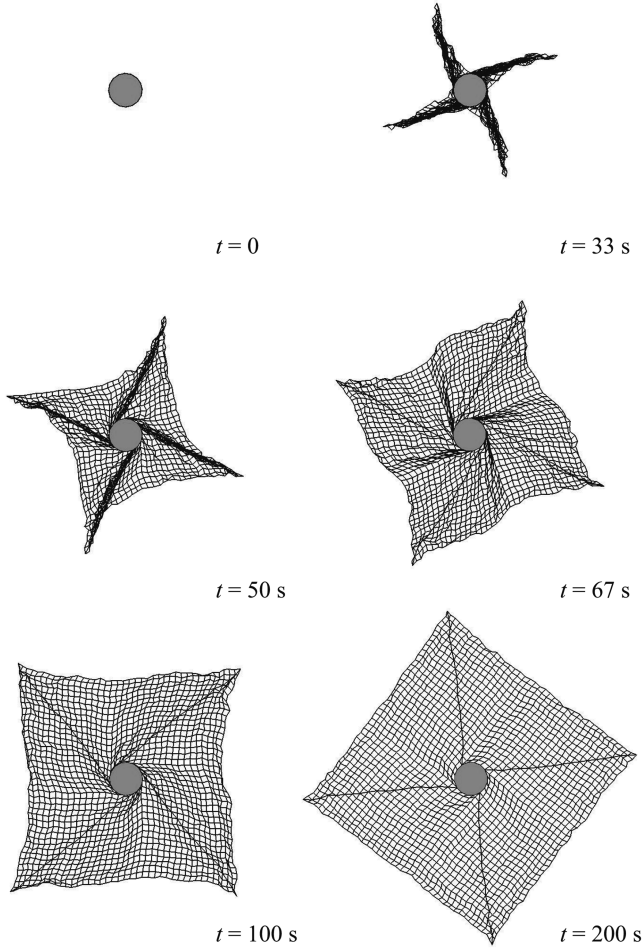 t = 0
t = 33 s
t = 50 s
t = 67 s
t = 100 s
t = 200 s